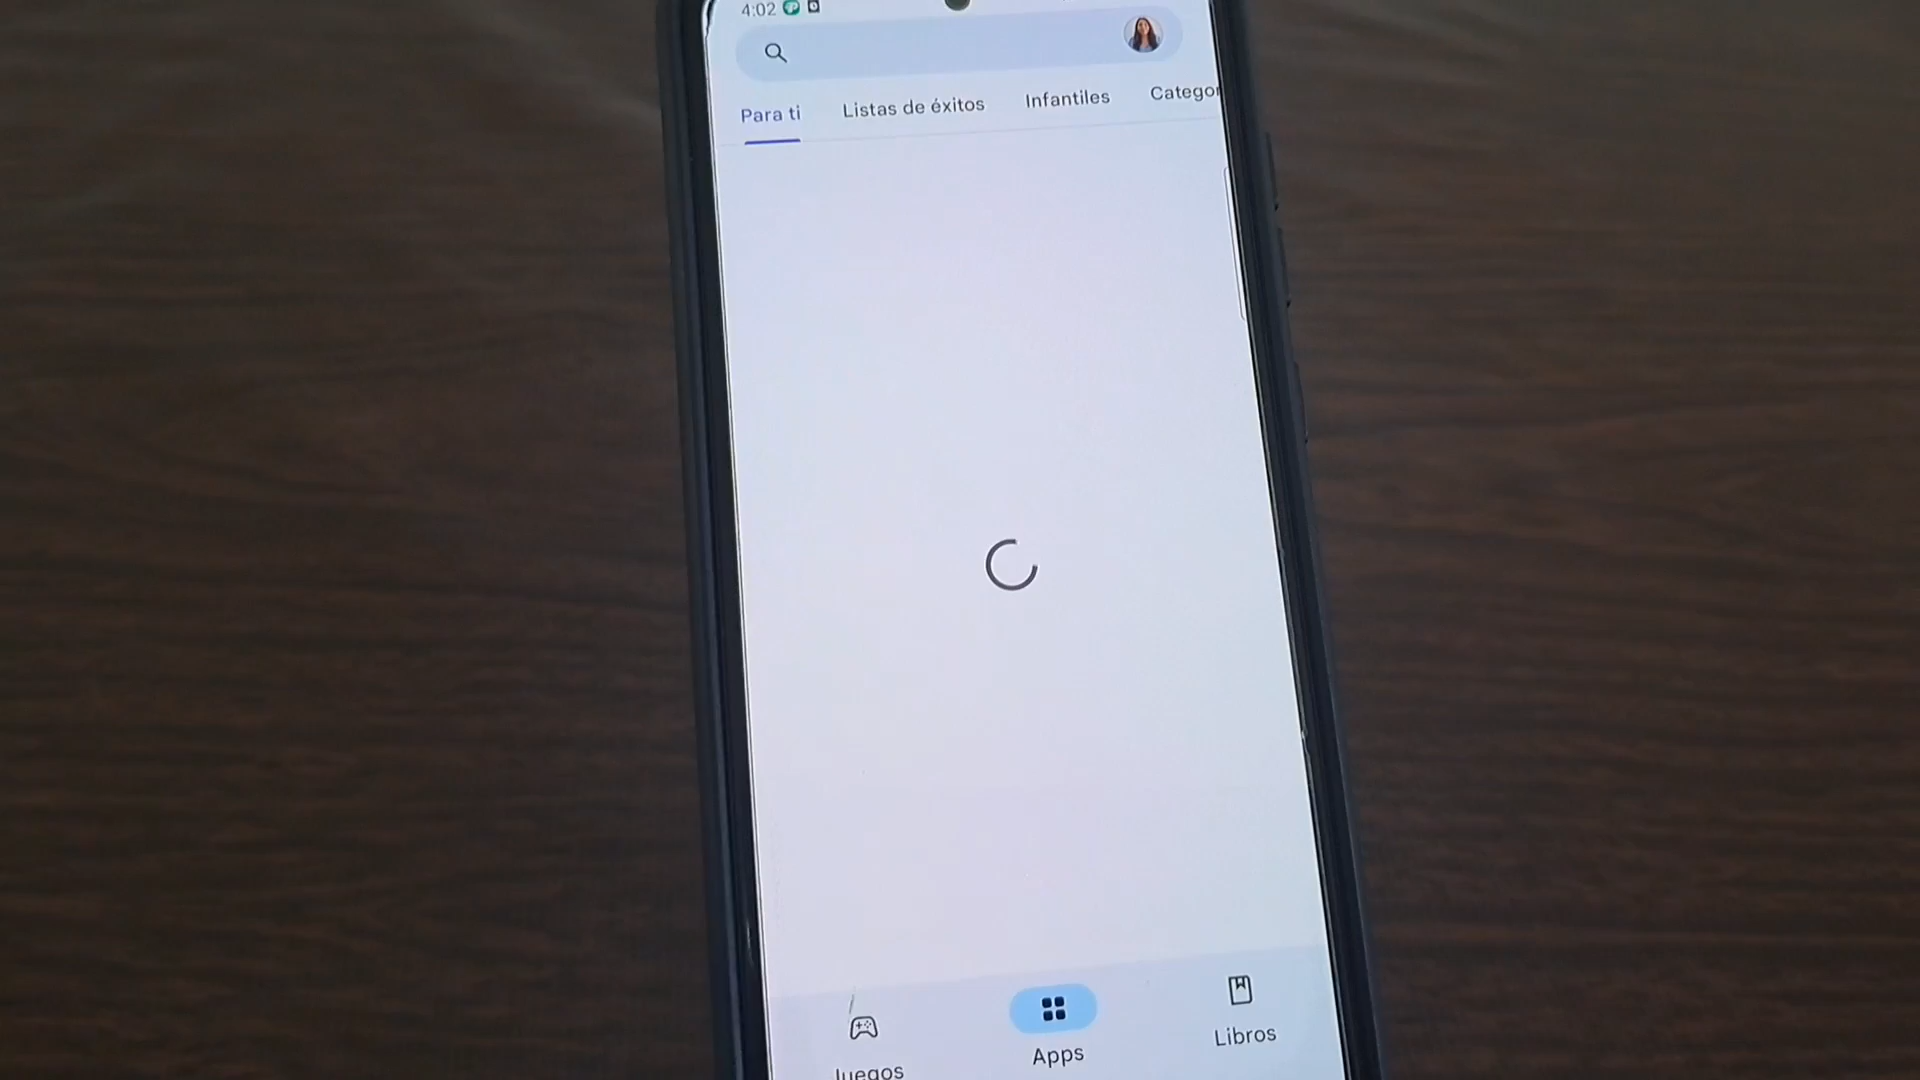 4:02
Para ti
Listas de éxitos
Infantiles
Categor
Juegos
Apps
Libros